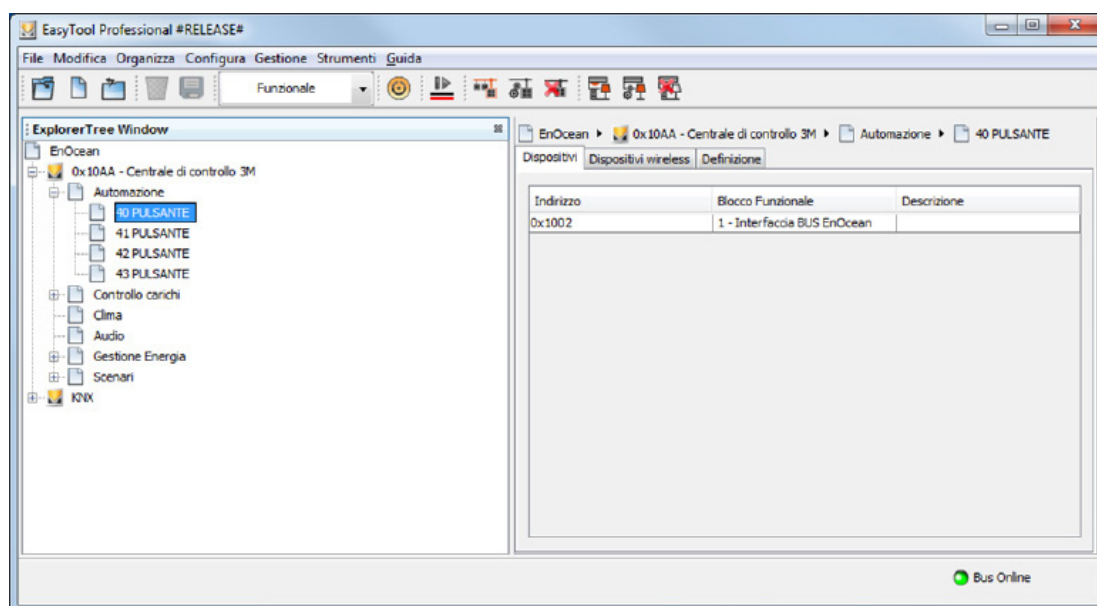 EasyTool Professional #RELEASE#
File Modifica Organizza Configura Gestione Strumenti Guida
Funzionale
ExplorerTree Window
EnOcean
0x10AA - Centrale di controllo 3M
Automazione
40 PULSANTE
41 PULSANTE
42 PULSANTE
43 PULSANTE
Controllo carichi
Clima
Audio
Gestione Energia
Scenari
KNX
EnOcean 0x10AA - Centrale di controllo 3M Automazione 40 PULSANTE
Dispositivi Dispositivi wireless Definizione
Indirizzo Blocco Funzionale Descrizione
0x1002 1 - Interfaccia BUS EnOcean
Bus Online